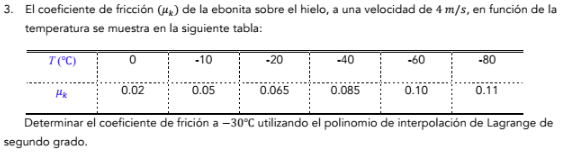 3. El coeficiente de fricción (μₖ) de la ebonita sobre el hielo, a una velocidad de 4 m/s, en función de la
temperatura se muestra en la siguiente tabla:
T (°C) 0 -10 -20 -40 -60 -80
μₖ 0.02 0.05 0.065 0.085 0.10 0.11
Determinar el coeficiente de frición a −30°C utilizando el polinomio de interpolación de Lagrange de
segundo grado.